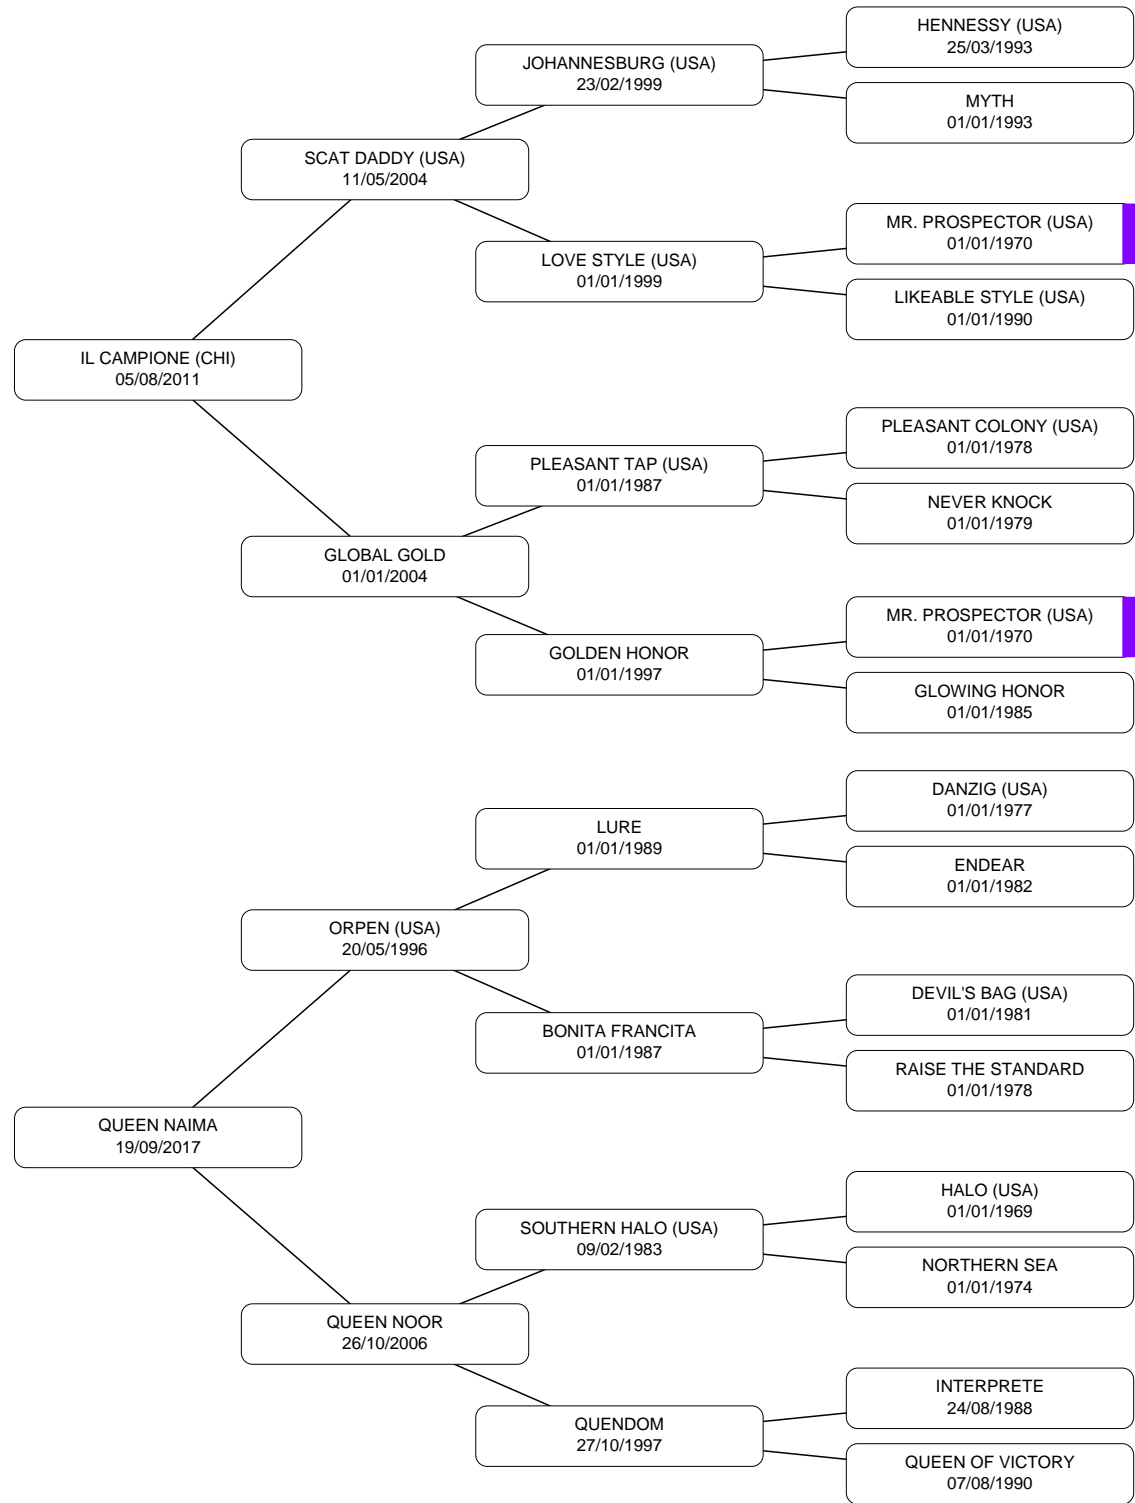 HENNESSY (USA)
25/03/1993
JOHANNESBURG (USA)
23/02/1999
MYTH
01/01/1993
SCAT DADDY (USA)
11/05/2004
MR. PROSPECTOR (USA)
01/01/1970
LOVE STYLE (USA)
01/01/1999
LIKEABLE STYLE (USA)
01/01/1990
IL CAMPIONE (CHI)
05/08/2011
PLEASANT COLONY (USA)
01/01/1978
PLEASANT TAP (USA)
01/01/1987
NEVER KNOCK
01/01/1979
GLOBAL GOLD
01/01/2004
MR. PROSPECTOR (USA)
01/01/1970
GOLDEN HONOR
01/01/1997
GLOWING HONOR
01/01/1985
DANZIG (USA)
01/01/1977
LURE
01/01/1989
ENDEAR
01/01/1982
ORPEN (USA)
20/05/1996
DEVIL'S BAG (USA)
01/01/1981
BONITA FRANCITA
01/01/1987
RAISE THE STANDARD
01/01/1978
QUEEN NAIMA
19/09/2017
HALO (USA)
01/01/1969
SOUTHERN HALO (USA)
09/02/1983
NORTHERN SEA
01/01/1974
QUEEN NOOR
26/10/2006
INTERPRETE
24/08/1988
QUENDOM
27/10/1997
QUEEN OF VICTORY
07/08/1990